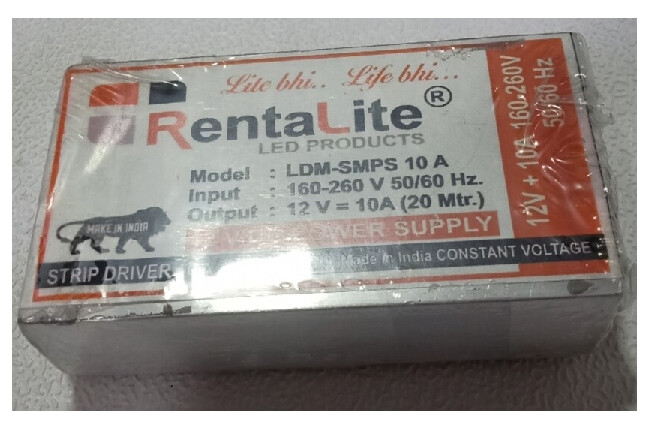 Lite bhi.. Life bhi...
RentaLite®
LED PRODUCTS
Model : LDM-SMPS 10 A
Input : 160-260 V 50/60 Hz.
Output : 12 V = 10A (20 Mtr.)
POWER SUPPLY
MAKE IN INDIA
STRIP DRIVER
Made in India CONSTANT VOLTAGE
12V + 10A 160-260V
50/60 Hz